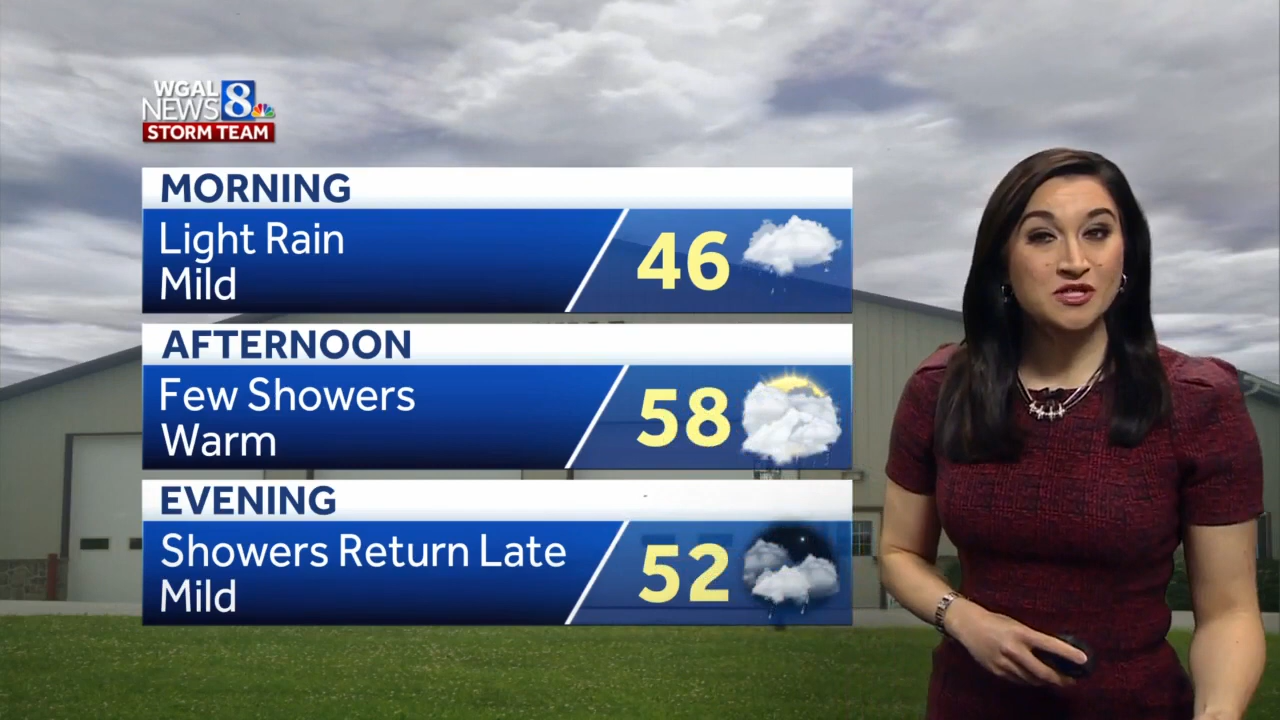 WGAL
NEWS 8
STORM TEAM
MORNING
Light Rain
Mild
46
AFTERNOON
Few Showers
Warm
58
EVENING
Showers Return Late
Mild
52